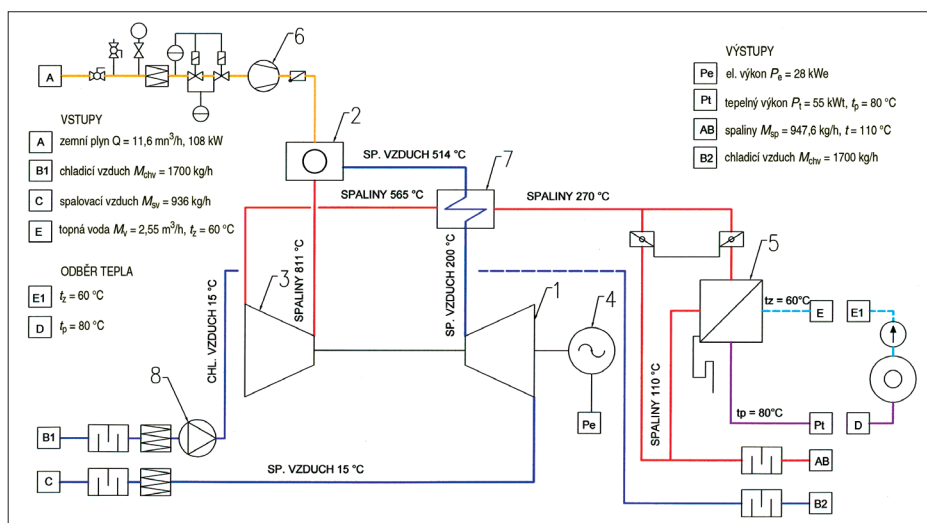 6
VÝSTUPY
A
Pe el. výkon Pe = 28 kWe
2
VSTUPY
Pt tepelný výkon Pt = 55 kWt, tp = 80 °C
A zemní plyn Q = 11,6 mn³/h, 108 kW
SP. VZDUCH 514 °C
7
AB spaliny Msp = 947,6 kg/h, t = 110 °C
B1 chladicí vzduch Mchv = 1700 kg/h
B2 chladicí vzduch Mchv = 1700 kg/h
C spalovací vzduch Msv = 936 kg/h
SPALINY 565 °C
SPALINY 270 °C
E topná voda Mv = 2,55 m³/h, tz = 60 °C
5
ODBĚR TEPLA
E1 tz = 60 °C
D tp = 80 °C
CHL. VZDUCH 15 °C
3
SPALINY 811 °C
SP. VZDUCH 200 °C
1
4
tz = 60°C
E
E1
8
SPALINY 110 °C
Pe
tp = 80°C
Pt
D
B1
SP. VZDUCH 15 °C
C
AB
B2